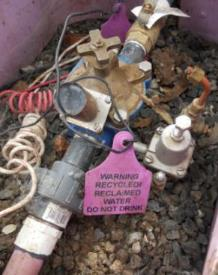 WARNING
RECYCLED/
RECLAIMED
WATER
DO NOT DRINK